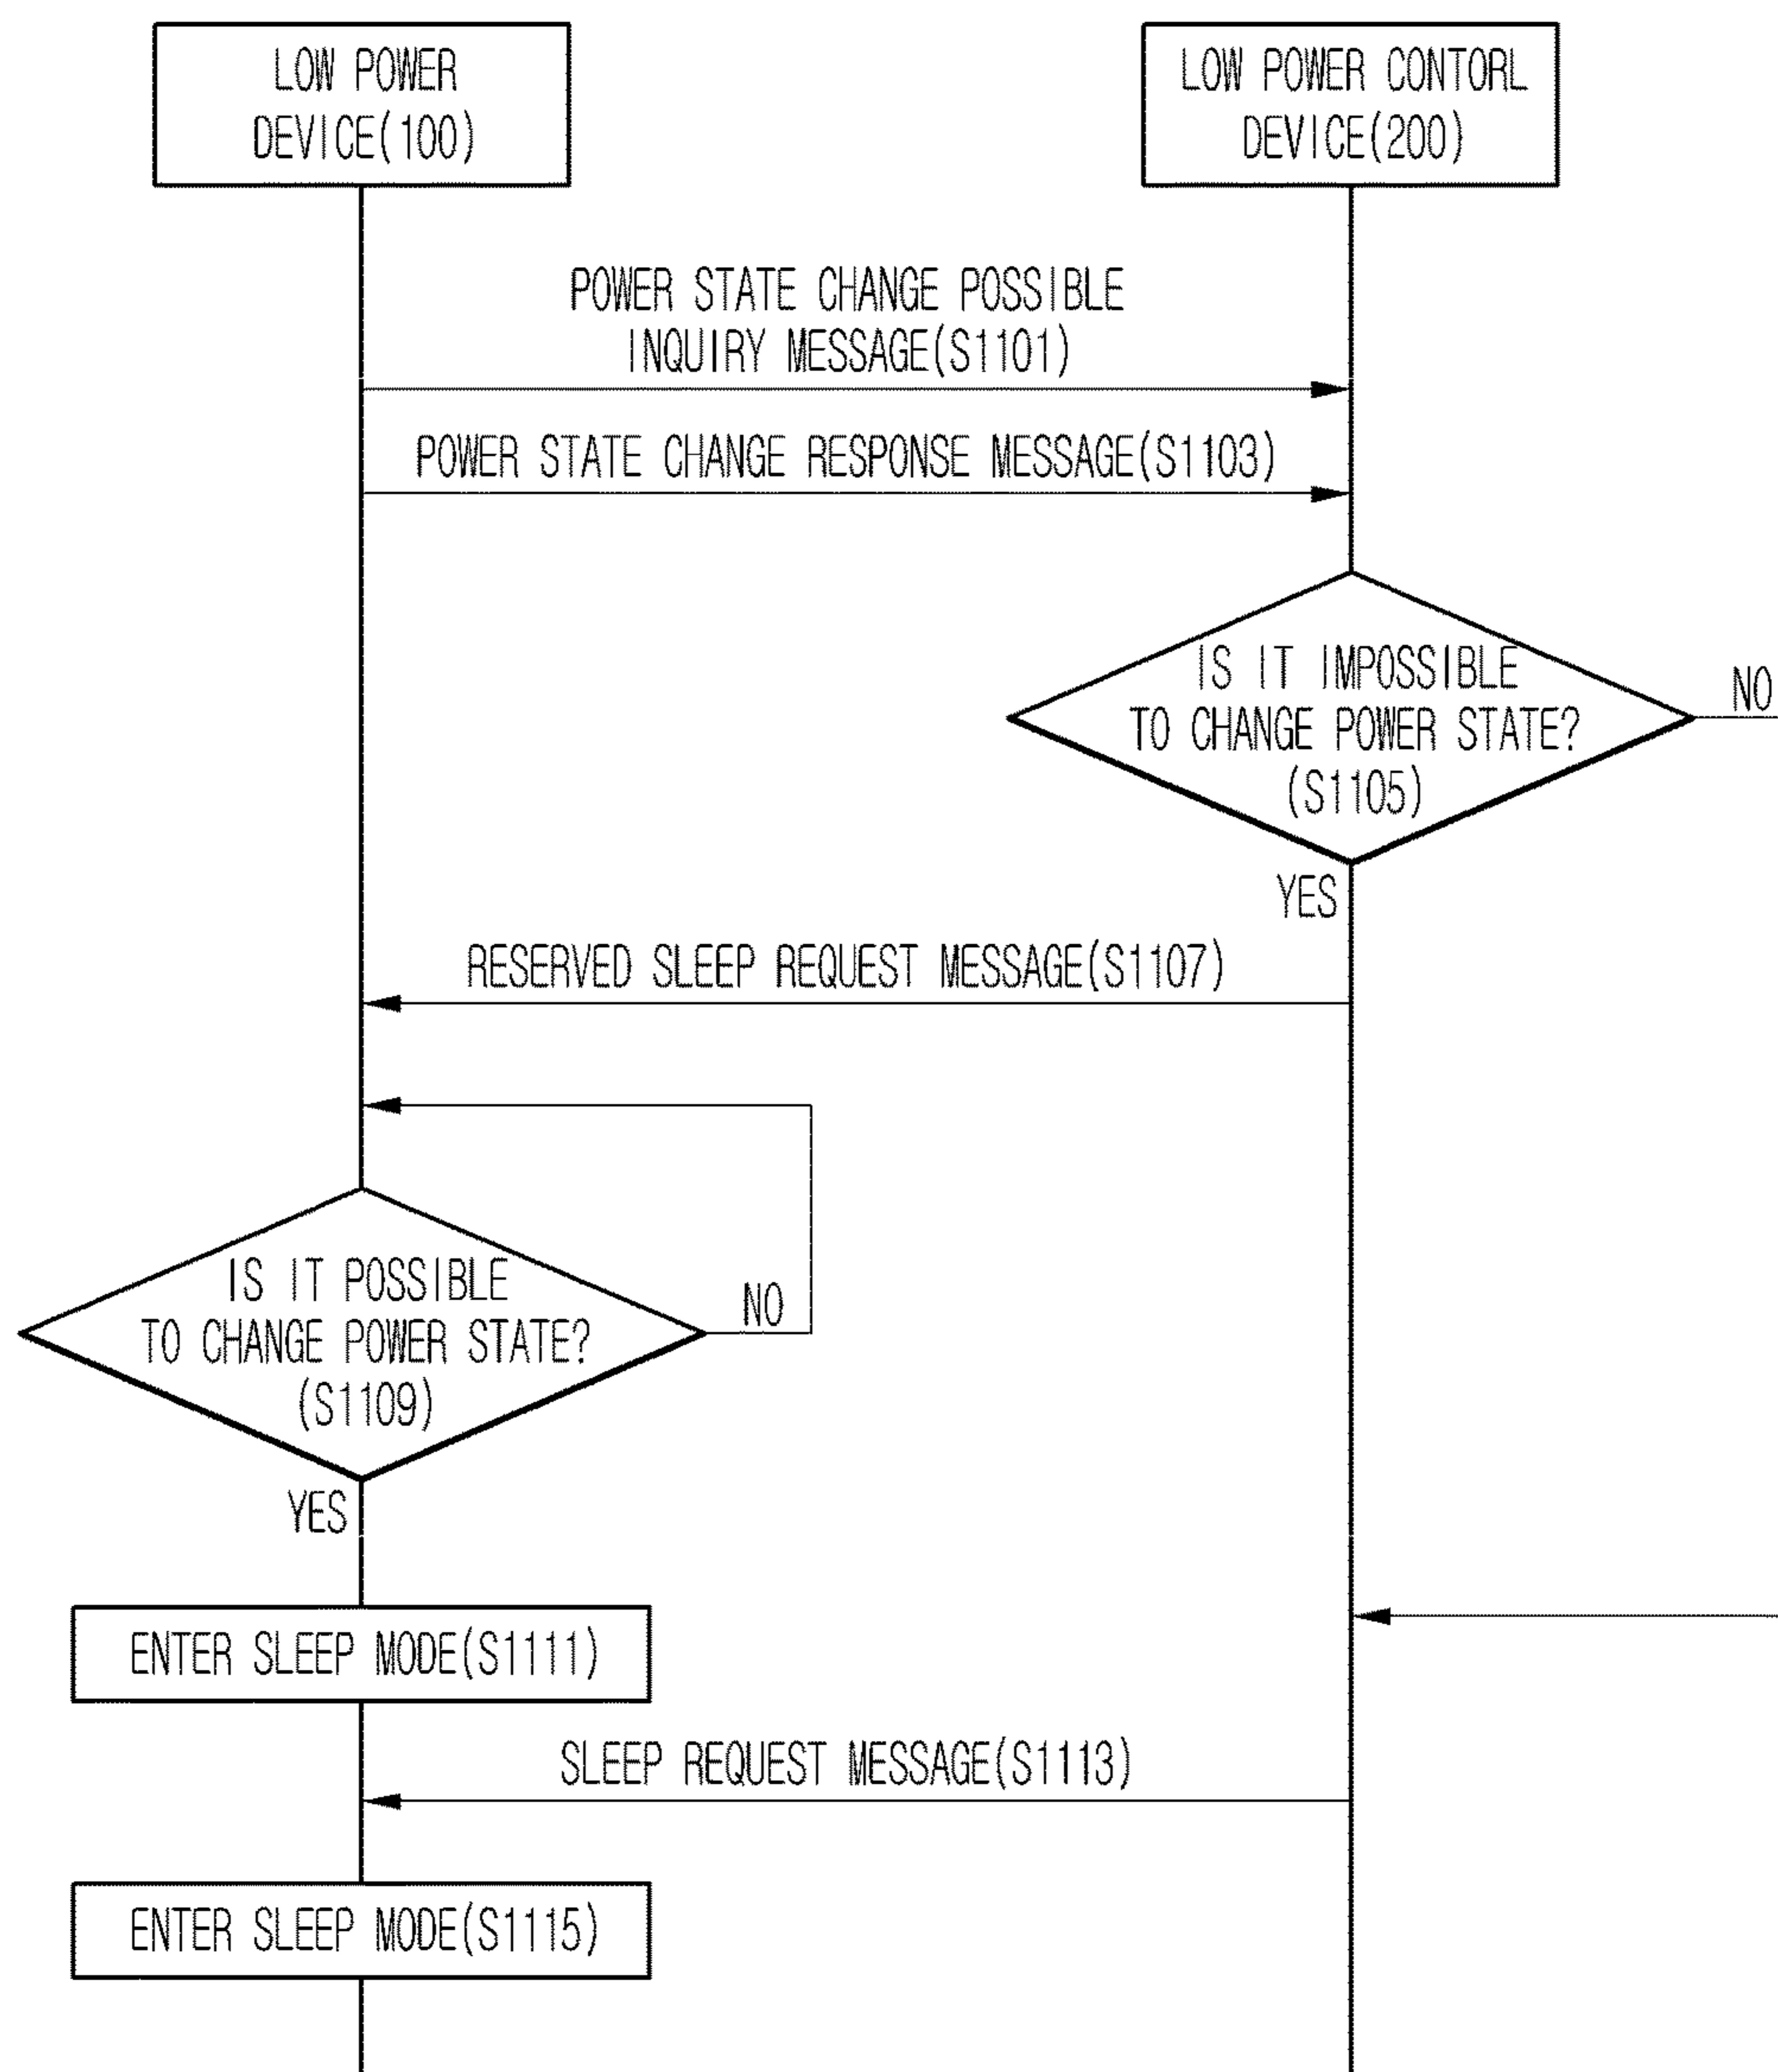 LOW POWER
DEVICE(100)
LOW POWER CONTORL
DEVICE(200)
POWER STATE CHANGE POSSIBLE
INQUIRY MESSAGE(S1101)
POWER STATE CHANGE RESPONSE MESSAGE(S1103)
IS IT IMPOSSIBLE
TO CHANGE POWER STATE?
(S1105)
NO
YES
RESERVED SLEEP REQUEST MESSAGE(S1107)
IS IT POSSIBLE
TO CHANGE POWER STATE?
(S1109)
NO
YES
ENTER SLEEP MODE(S1111)
SLEEP REQUEST MESSAGE(S1113)
ENTER SLEEP MODE(S1115)